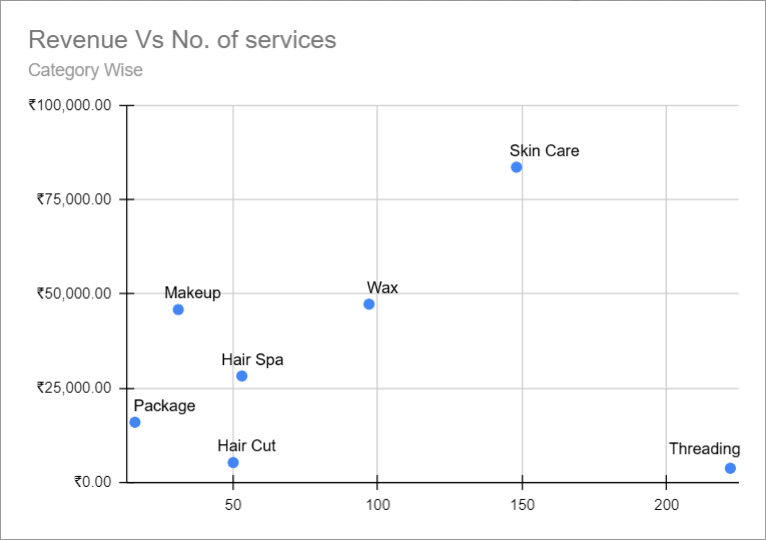 Revenue Vs No. of services
Category Wise
₹100,000.00
Skin Care
₹75,000.00
₹50,000.00
Makeup
Wax
Hair Spa
₹25,000.00
Package
Hair Cut
Threading
₹0.00
50
100
150
200